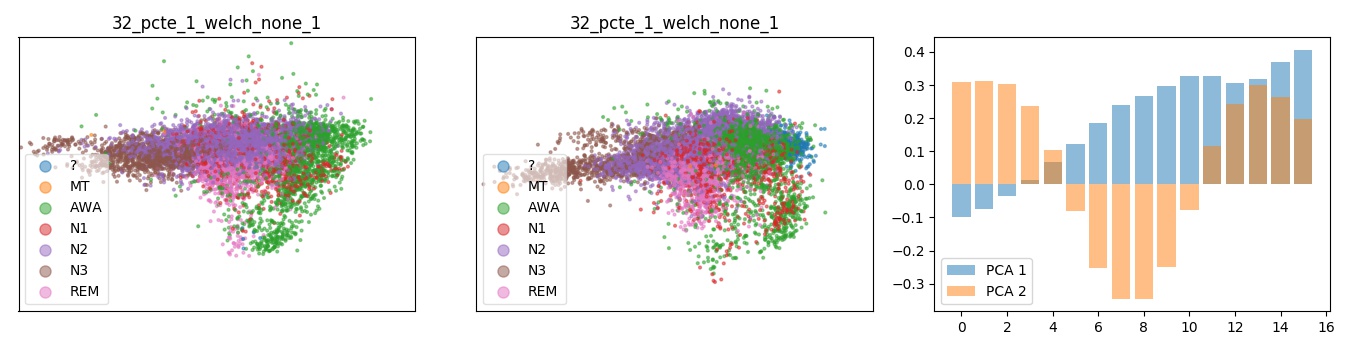 32_pcte_1_welch_none_1
?
MT
AWA
N1
N2
N3
REM
32_pcte_1_welch_none_1
?
MT
AWA
N1
N2
N3
REM
0.4
0.3
0.2
0.1
0.0
−0.1
−0.2
−0.3
PCA 1
PCA 2
0 2 4 6 8 10 12 14 16